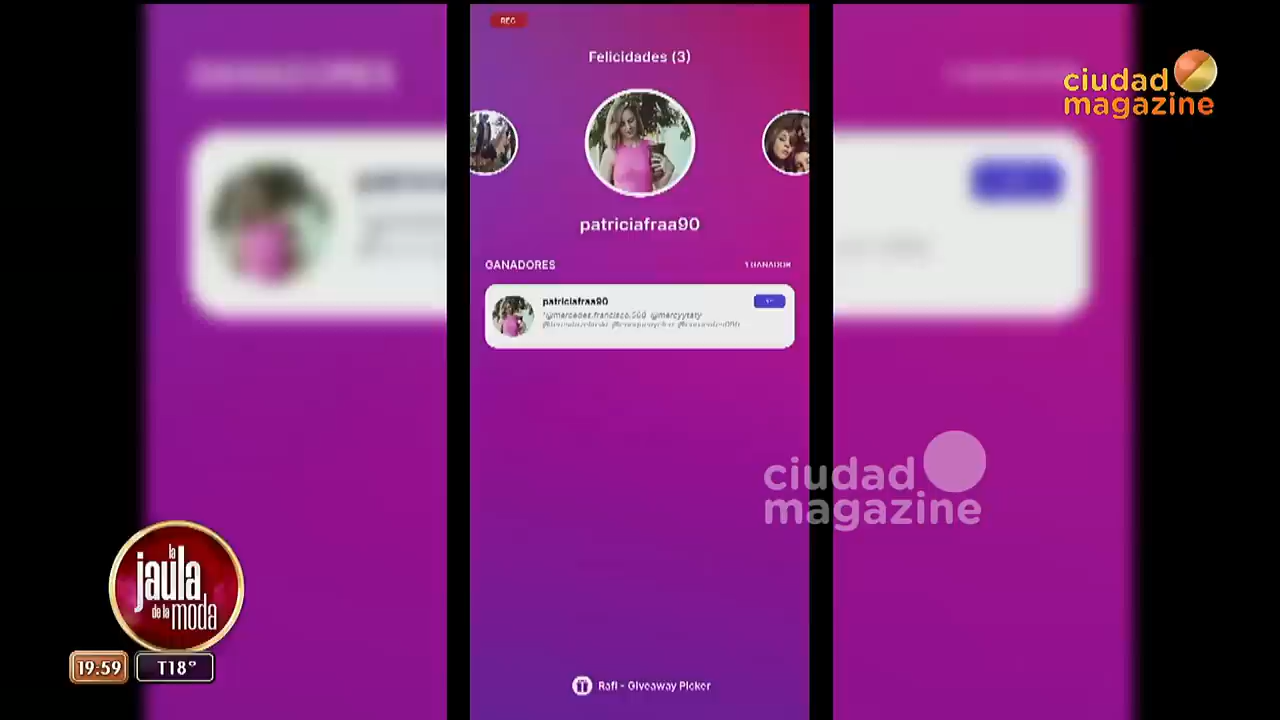 REC
Felicidades (3)
ciudad
magazine
patriciafraa90
GANADORES
1 GANADOR
patriciafraa90
ciudad
magazine
la
jaula
de la moda
19:59
T18°
Rafi - Giveaway Picker